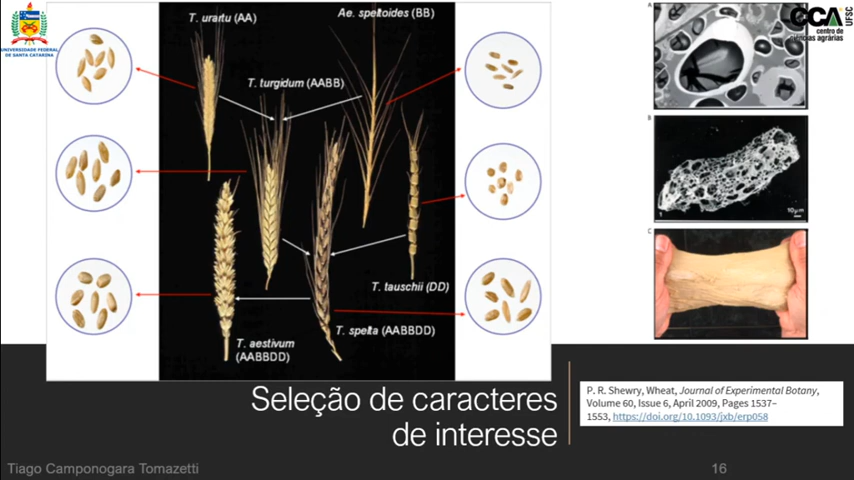 UNIVERSIDADE FEDERAL
DE SANTA CATARINA
T. urartu (AA)
Ae. speltoides (BB)
T. turgidum (AABB)
T. tauschii (DD)
T. spelta (AABBDD)
T. aestivum
(AABBDD)
A
CCA
UFSC
centro de
ciências agrárias
B
1
10µm
C
Seleção de caracteres
de interesse
P. R. Shewry, Wheat, Journal of Experimental Botany,
Volume 60, Issue 6, April 2009, Pages 1537–
1553, https://doi.org/10.1093/jxb/erp058
Tiago Camponogara Tomazetti
16